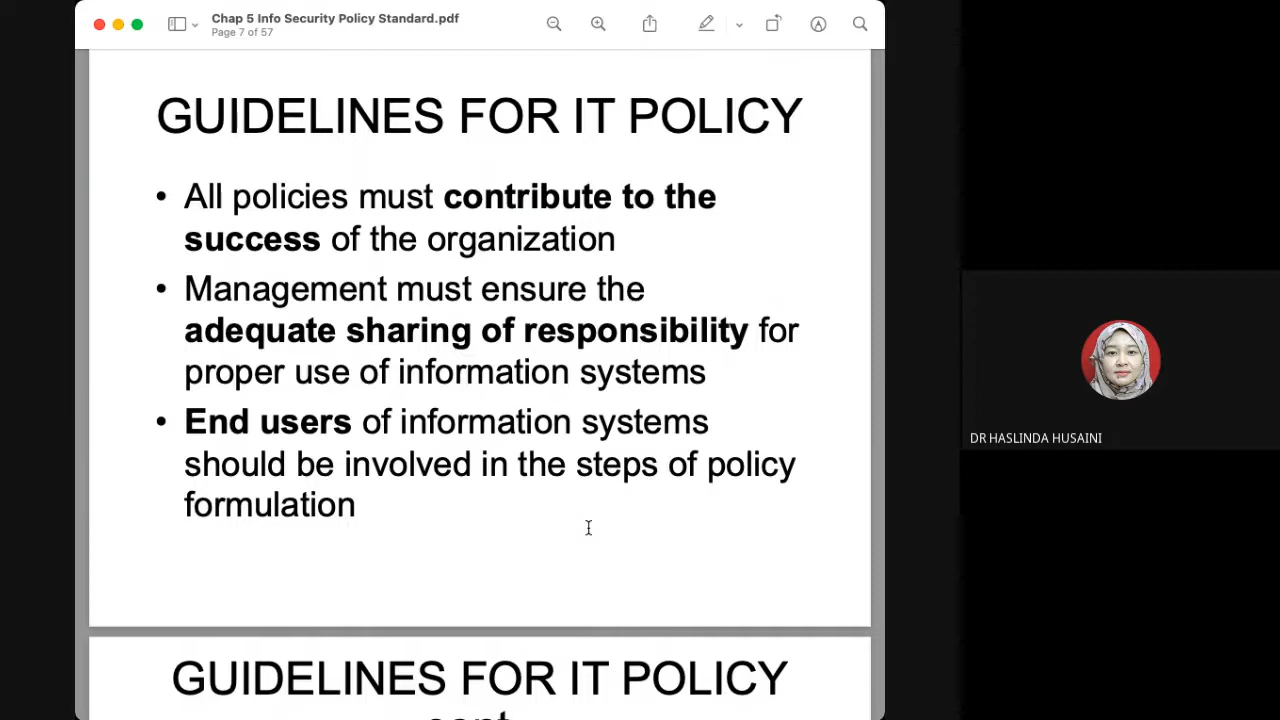 Chap 5 Info Security Policy Standard.pdf
Page 7 of 57
GUIDELINES FOR IT POLICY
• All policies must contribute to the
success of the organization
• Management must ensure the
adequate sharing of responsibility for
proper use of information systems
• End users of information systems
should be involved in the steps of policy
formulation
GUIDELINES FOR IT POLICY
DR HASLINDA HUSAINI